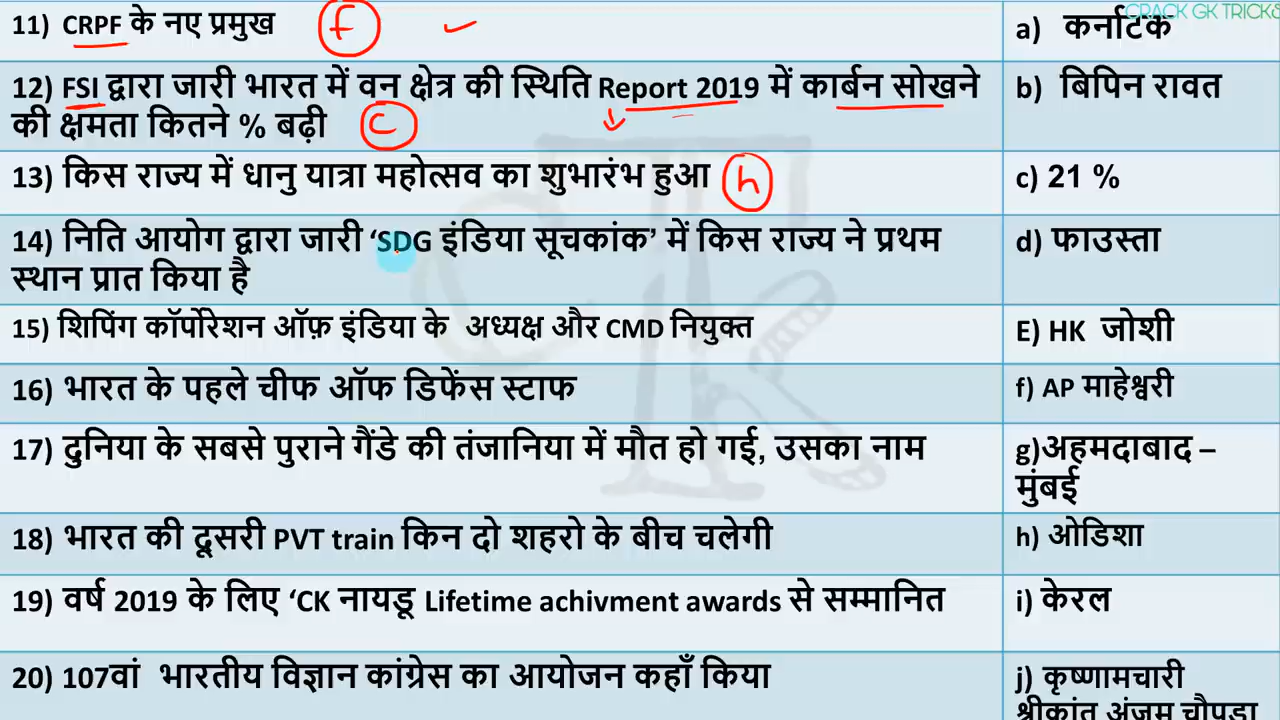 CRACK GK TRICKS
11) CRPF के नए प्रमुख f
a) कर्नाटक
12) FSI द्वारा जारी भारत में वन क्षेत्र की स्थिति Report 2019 में कार्बन सोखने
की क्षमता कितने % बढ़ी C
b) बिपिन रावत
13) किस राज्य में धानु यात्रा महोत्सव का शुभारंभ हुआ h
c) 21 %
14) निति आयोग द्वारा जारी ‘SDG इंडिया सूचकांक’ में किस राज्य ने प्रथम
स्थान प्रात किया है
d) फाउस्ता
15) शिपिंग कॉर्पोरेशन ऑफ़ इंडिया के अध्यक्ष और CMD नियुक्त
E) HK जोशी
16) भारत के पहले चीफ ऑफ डिफेंस स्टाफ
f) AP माहेश्वरी
17) दुनिया के सबसे पुराने गैंडे की तंजानिया में मौत हो गई, उसका नाम
g)अहमदाबाद –
मुंबई
18) भारत की दूसरी PVT train किन दो शहरो के बीच चलेगी
h) ओडिशा
19) वर्ष 2019 के लिए ‘CK नायडू Lifetime achivment awards से सम्मानित
i) केरल
20) 107वां भारतीय विज्ञान कांग्रेस का आयोजन कहाँ किया
j) कृष्णामचारी
श्रीकांत अंजुम चौपडा